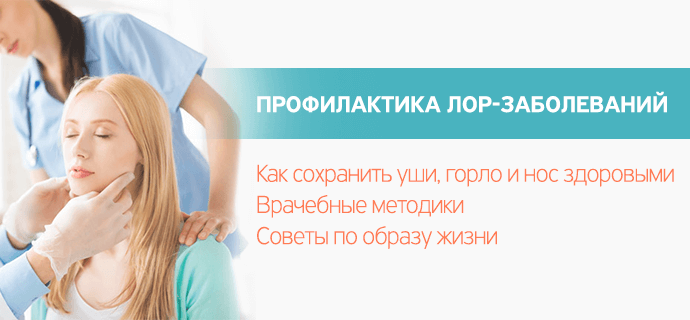 ПРОФИЛАКТИКА ЛОР-ЗАБОЛЕВАНИЙ
Как сохранить уши, горло и нос здоровыми
Врачебные методики
Советы по образу жизни